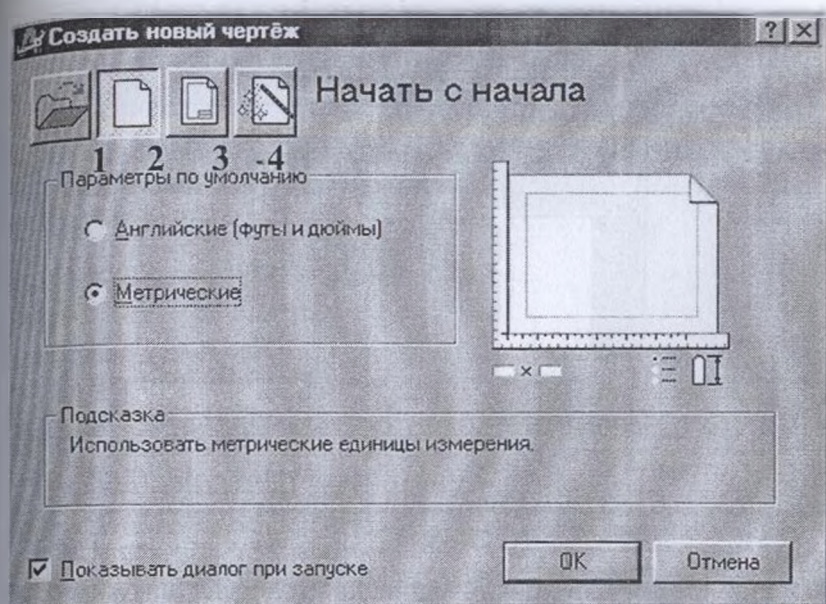 Создать новый чертёж
Начать с начала
1 2 3 -4
Параметры по умолчанию
Английские (футы и дюймы)
Метрические
Подсказка
Использовать метрические единицы измерения.
Показывать диалог при запуске
OK Отмена